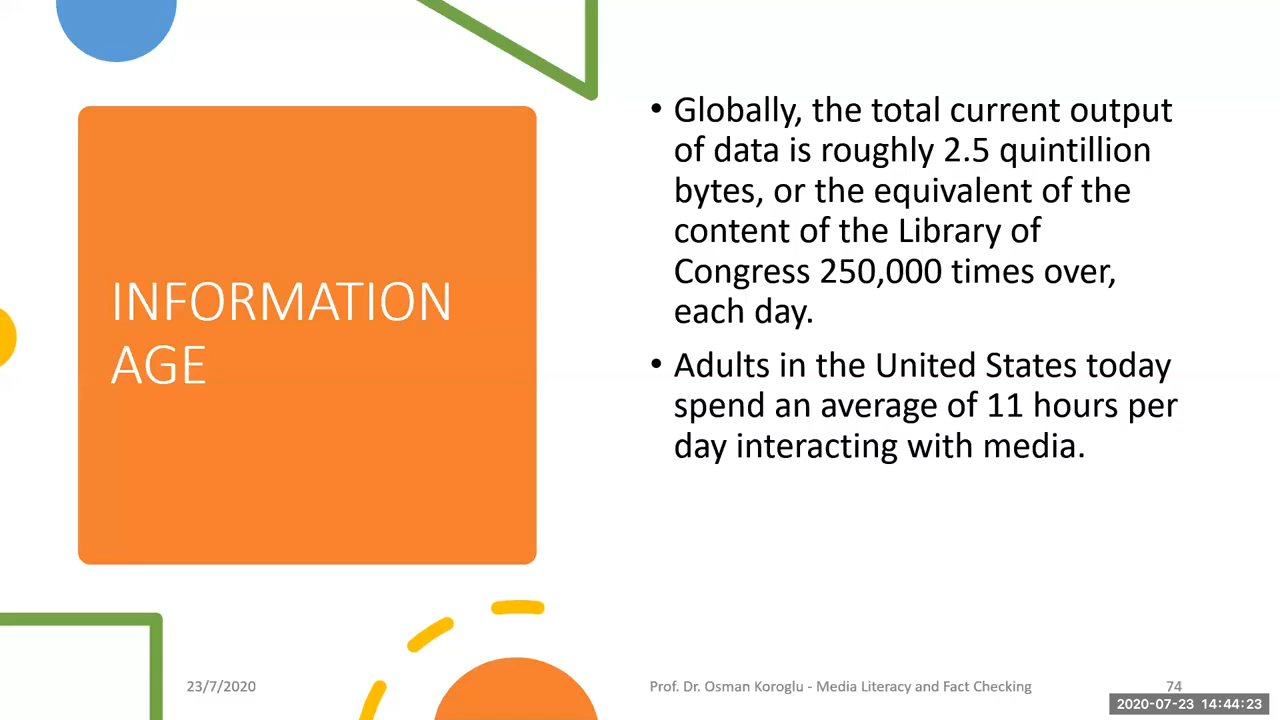 INFORMATION
AGE
• Globally, the total current output
of data is roughly 2.5 quintillion
bytes, or the equivalent of the
content of the Library of
Congress 250,000 times over,
each day.
• Adults in the United States today
spend an average of 11 hours per
day interacting with media.
23/7/2020
Prof. Dr. Osman Koroglu - Media Literacy and Fact Checking
74
2020-07-23 14:44:23